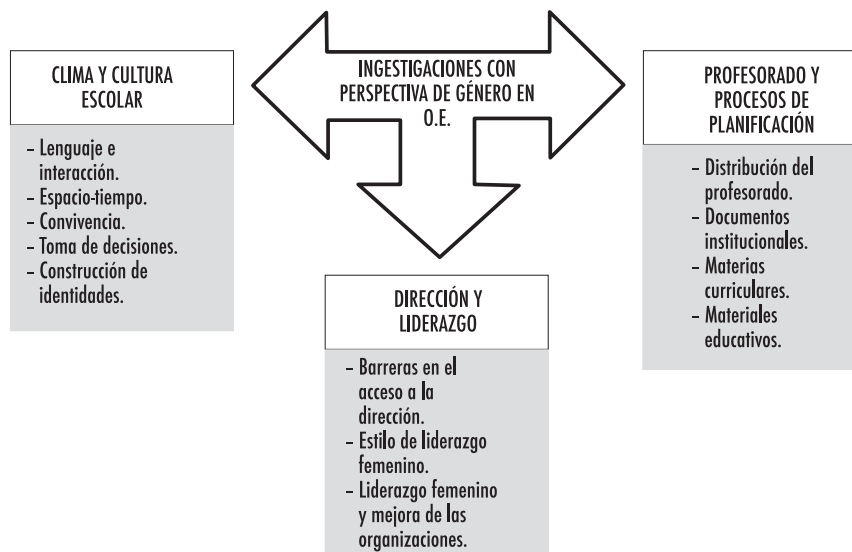 INGESTIGACIONES CON
PERSPECTIVA DE GÉNERO EN
O.E.
CLIMA Y CULTURA
ESCOLAR
– Lenguaje e
interacción.
– Espacio-tiempo.
– Convivencia.
– Toma de decisiones.
– Construcción de
identidades.
DIRECCIÓN Y
LIDERAZGO
– Barreras en el
acceso a la
dirección.
– Estilo de liderazgo
femenino.
– Liderazgo femenino
y mejora de las
organizaciones.
PROFESORADO Y
PROCESOS DE
PLANIFICACIÓN
– Distribución del
profesorado.
– Documentos
institucionales.
– Materias
curriculares.
– Materiales
educativos.